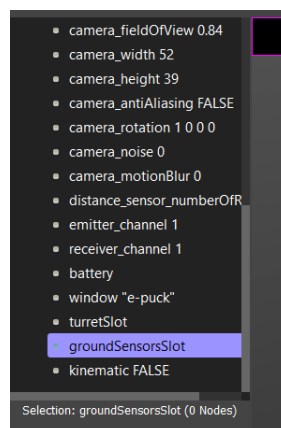 camera_fieldOfView 0.84
camera_width 52
camera_height 39
camera_antiAliasing FALSE
camera_rotation 1 0 0 0
camera_noise 0
camera_motionBlur 0
distance_sensor_numberOfR
emitter_channel 1
receiver_channel 1
battery
window "e-puck"
turretSlot
groundSensorsSlot
kinematic FALSE
Selection: groundSensorsSlot (0 Nodes)